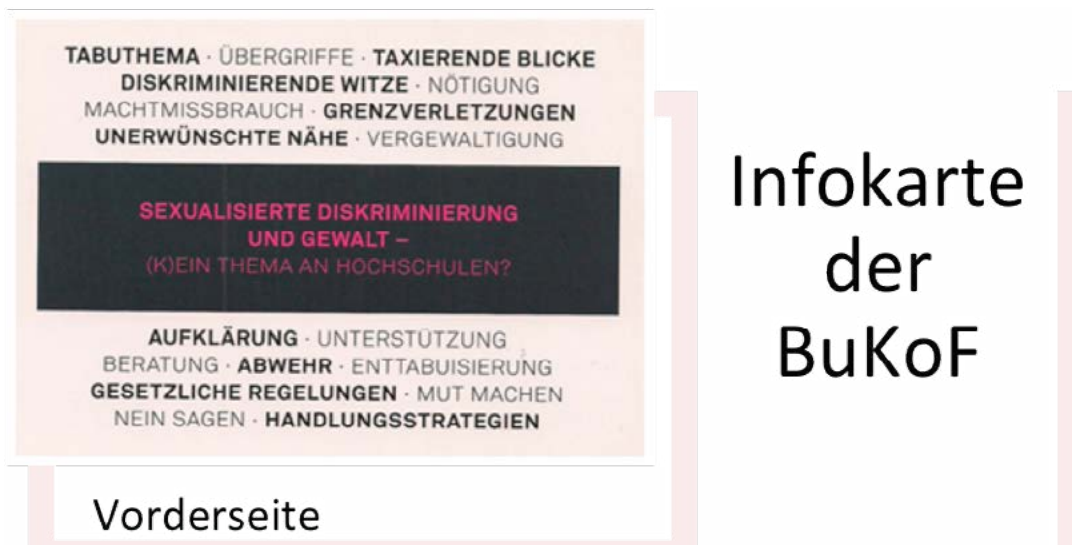 TABUTHEMA · ÜBERGRIFFE · TAXIERENDE BLICKE
DISKRIMINIERENDE WITZE · NÖTIGUNG
MACHTMISSBRAUCH · GRENZVERLETZUNGEN
UNERWÜNSCHTE NÄHE · VERGEWALTIGUNG
SEXUALISIERTE DISKRIMINIERUNG
UND GEWALT –
(K)EIN THEMA AN HOCHSCHULEN?
AUFKLÄRUNG · UNTERSTÜTZUNG
BERATUNG · ABWEHR · ENTTABUISIERUNG
GESETZLICHE REGELUNGEN · MUT MACHEN
NEIN SAGEN · HANDLUNGSSTRATEGIEN
Vorderseite
Infokarte
der
BuKoF